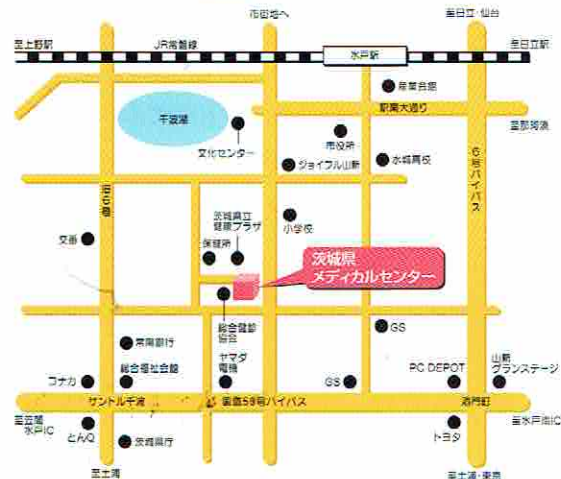 市街地へ
至日立・仙台
至上野駅
JR常磐線
水戸駅
至日立駅
産業会館
千波湖
駅南大通り
至那珂湊
文化センター
市役所
ジョイフル山新
水城高校
6号バイパス
旧6号
茨城県立
健康プラザ
小学校
交番
保健所
茨城県
メディカルセンター
総合健診
協会
GS
常陽銀行
総合福祉会館
ヤマダ
電機
コナカ
GS
PC DEPOT
山新
グランステージ
サントル千波
国道50号バイパス
酒門町
至笠間
水戸IC
とんQ
茨城県庁
トヨタ
至水戸南IC
至土浦
至土浦・東京